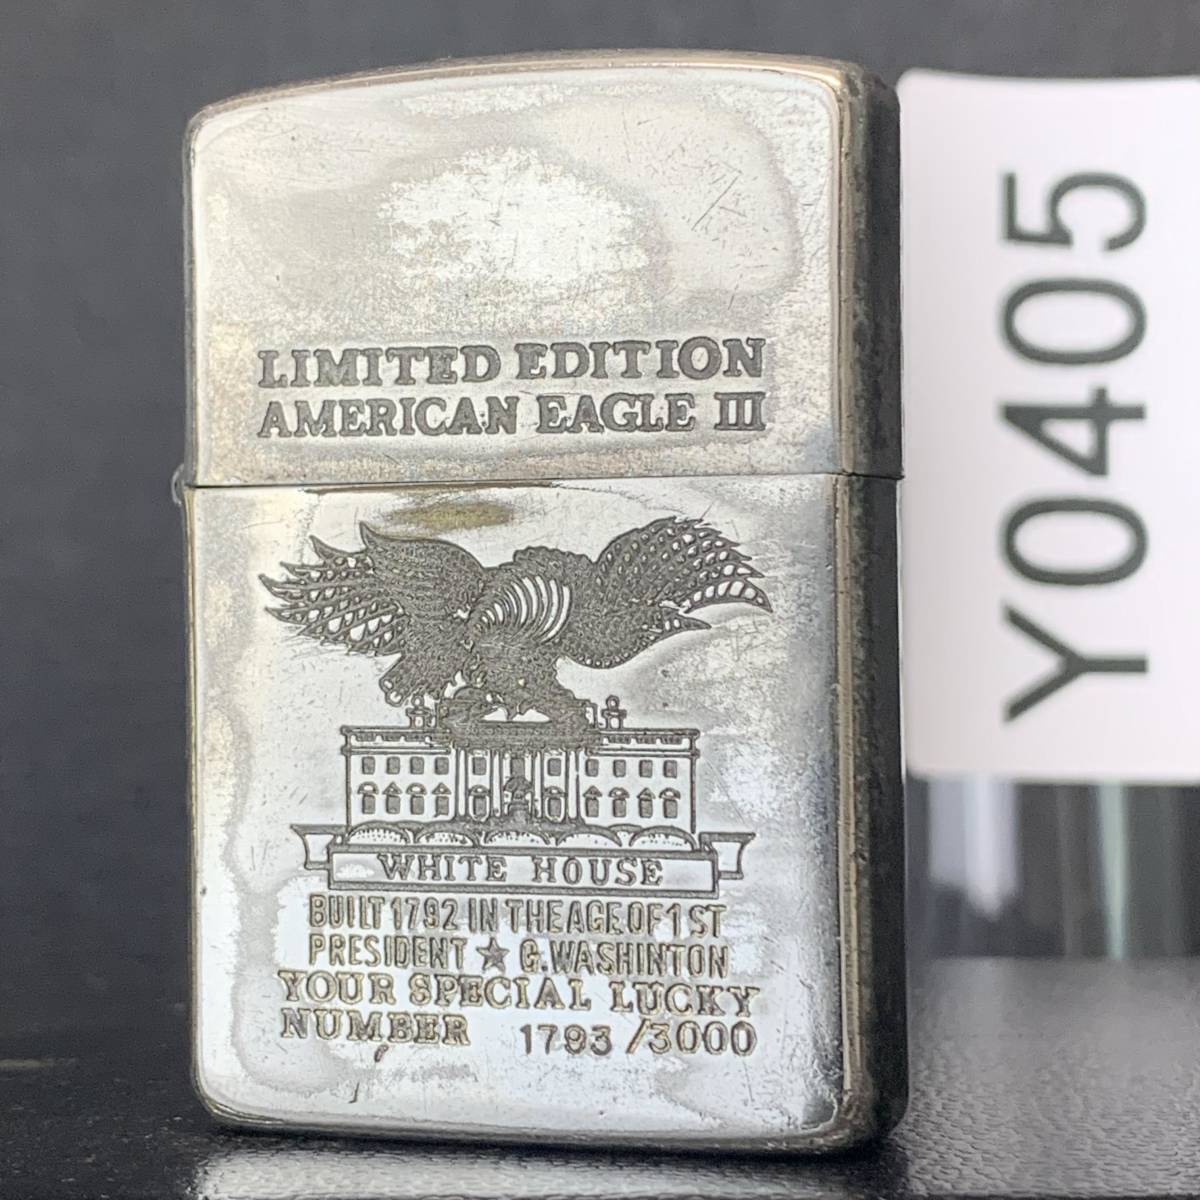 LIMITED EDITION
AMERICAN EAGLE III
WHITE HOUSE
BUILT 1792 IN THE AGE OF 1 ST
PRESIDENT ★ G.WASHINTON
YOUR SPECIAL LUCKY
NUMBER 1793 /3000
Y0405